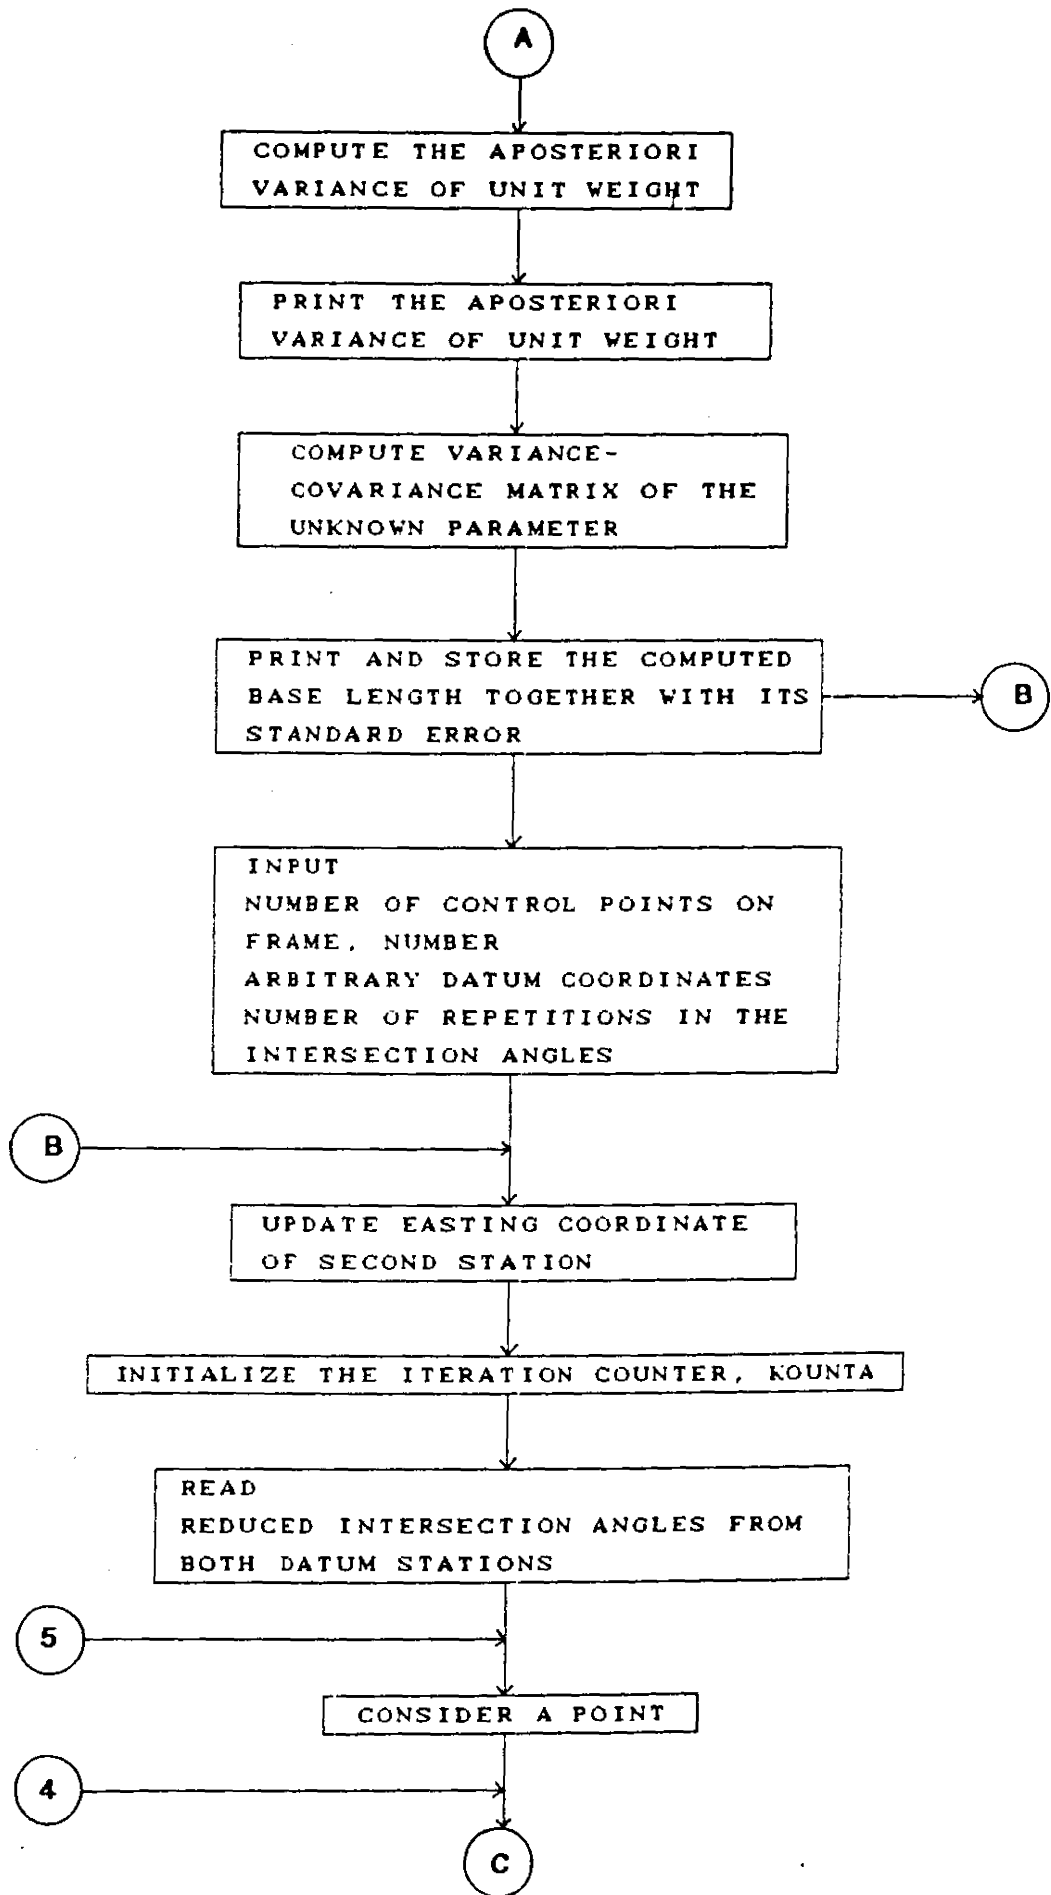 A
COMPUTE THE APOSTERIORI
VARIANCE OF UNIT WEIGHT
PRINT THE APOSTERIORI
VARIANCE OF UNIT WEIGHT
COMPUTE VARIANCE-
COVARIANCE MATRIX OF THE
UNKNOWN PARAMETER
PRINT AND STORE THE COMPUTED
BASE LENGTH TOGETHER WITH ITS
STANDARD ERROR
B
INPUT
NUMBER OF CONTROL POINTS ON
FRAME, NUMBER
ARBITRARY DATUM COORDINATES
NUMBER OF REPETITIONS IN THE
INTERSECTION ANGLES
B
UPDATE EASTING COORDINATE
OF SECOND STATION
INITIALIZE THE ITERATION COUNTER, KOUNTA
READ
REDUCED INTERSECTION ANGLES FROM
BOTH DATUM STATIONS
5
CONSIDER A POINT
4
C